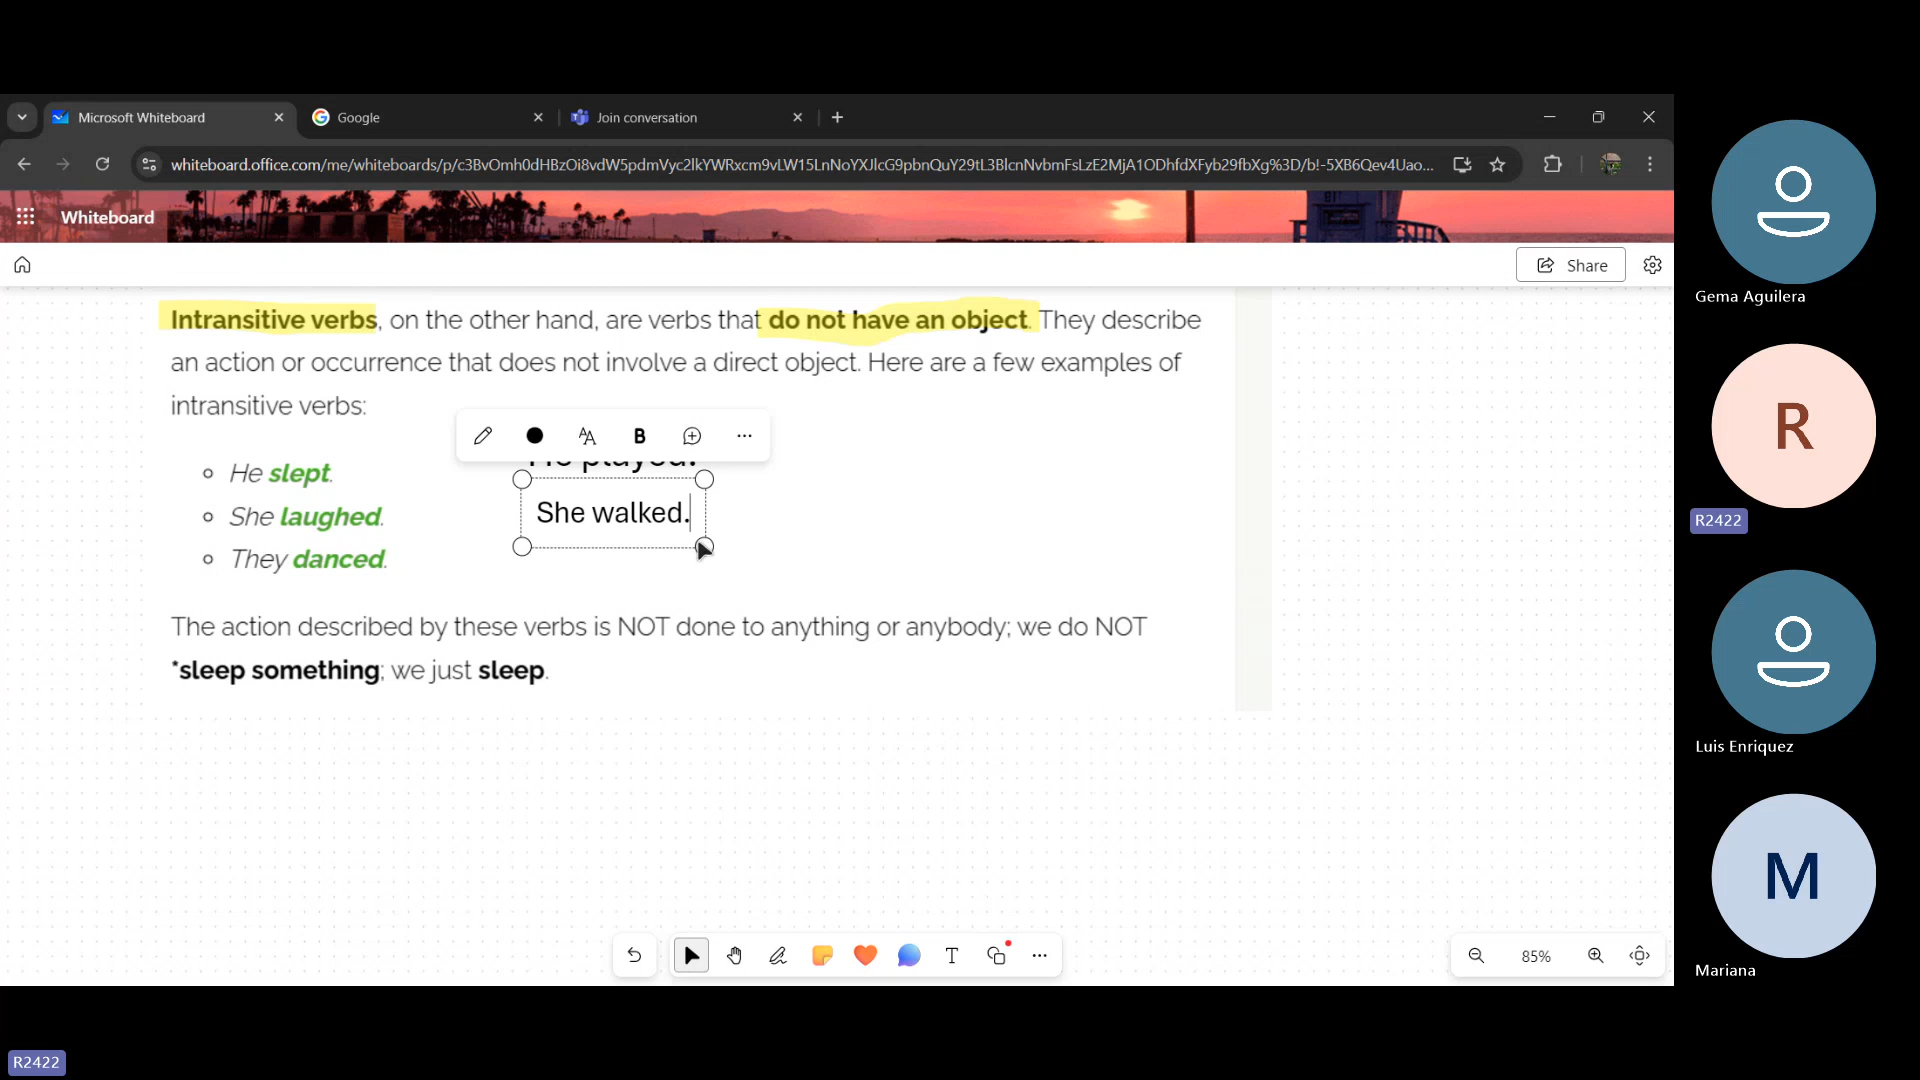 Microsoft Whiteboard
Google
Join conversation
whiteboard.office.com/me/whiteboards/p/c3BvOmh0dHBzOi8vdW5pdmVyc2lkYWRxcm9vLW15LnNoYXJlcG9pbnQuY29tL3BlcnNvbmFsLzE2MjA1ODhfdXFyb29fbXg%3D/b!-5XB6Qev4Uao...
Whiteboard
Share
Intransitive verbs, on the other hand, are verbs that do not have an object. They describe
an action or occurrence that does not involve a direct object. Here are a few examples of
intransitive verbs:
B
He played.
He slept.
She walked.
She laughed.
They danced.
The action described by these verbs is NOT done to anything or anybody; we do NOT
*sleep something; we just sleep.
T
85%
Gema Aguilera
R
R2422
Luis Enriquez
M
Mariana
R2422